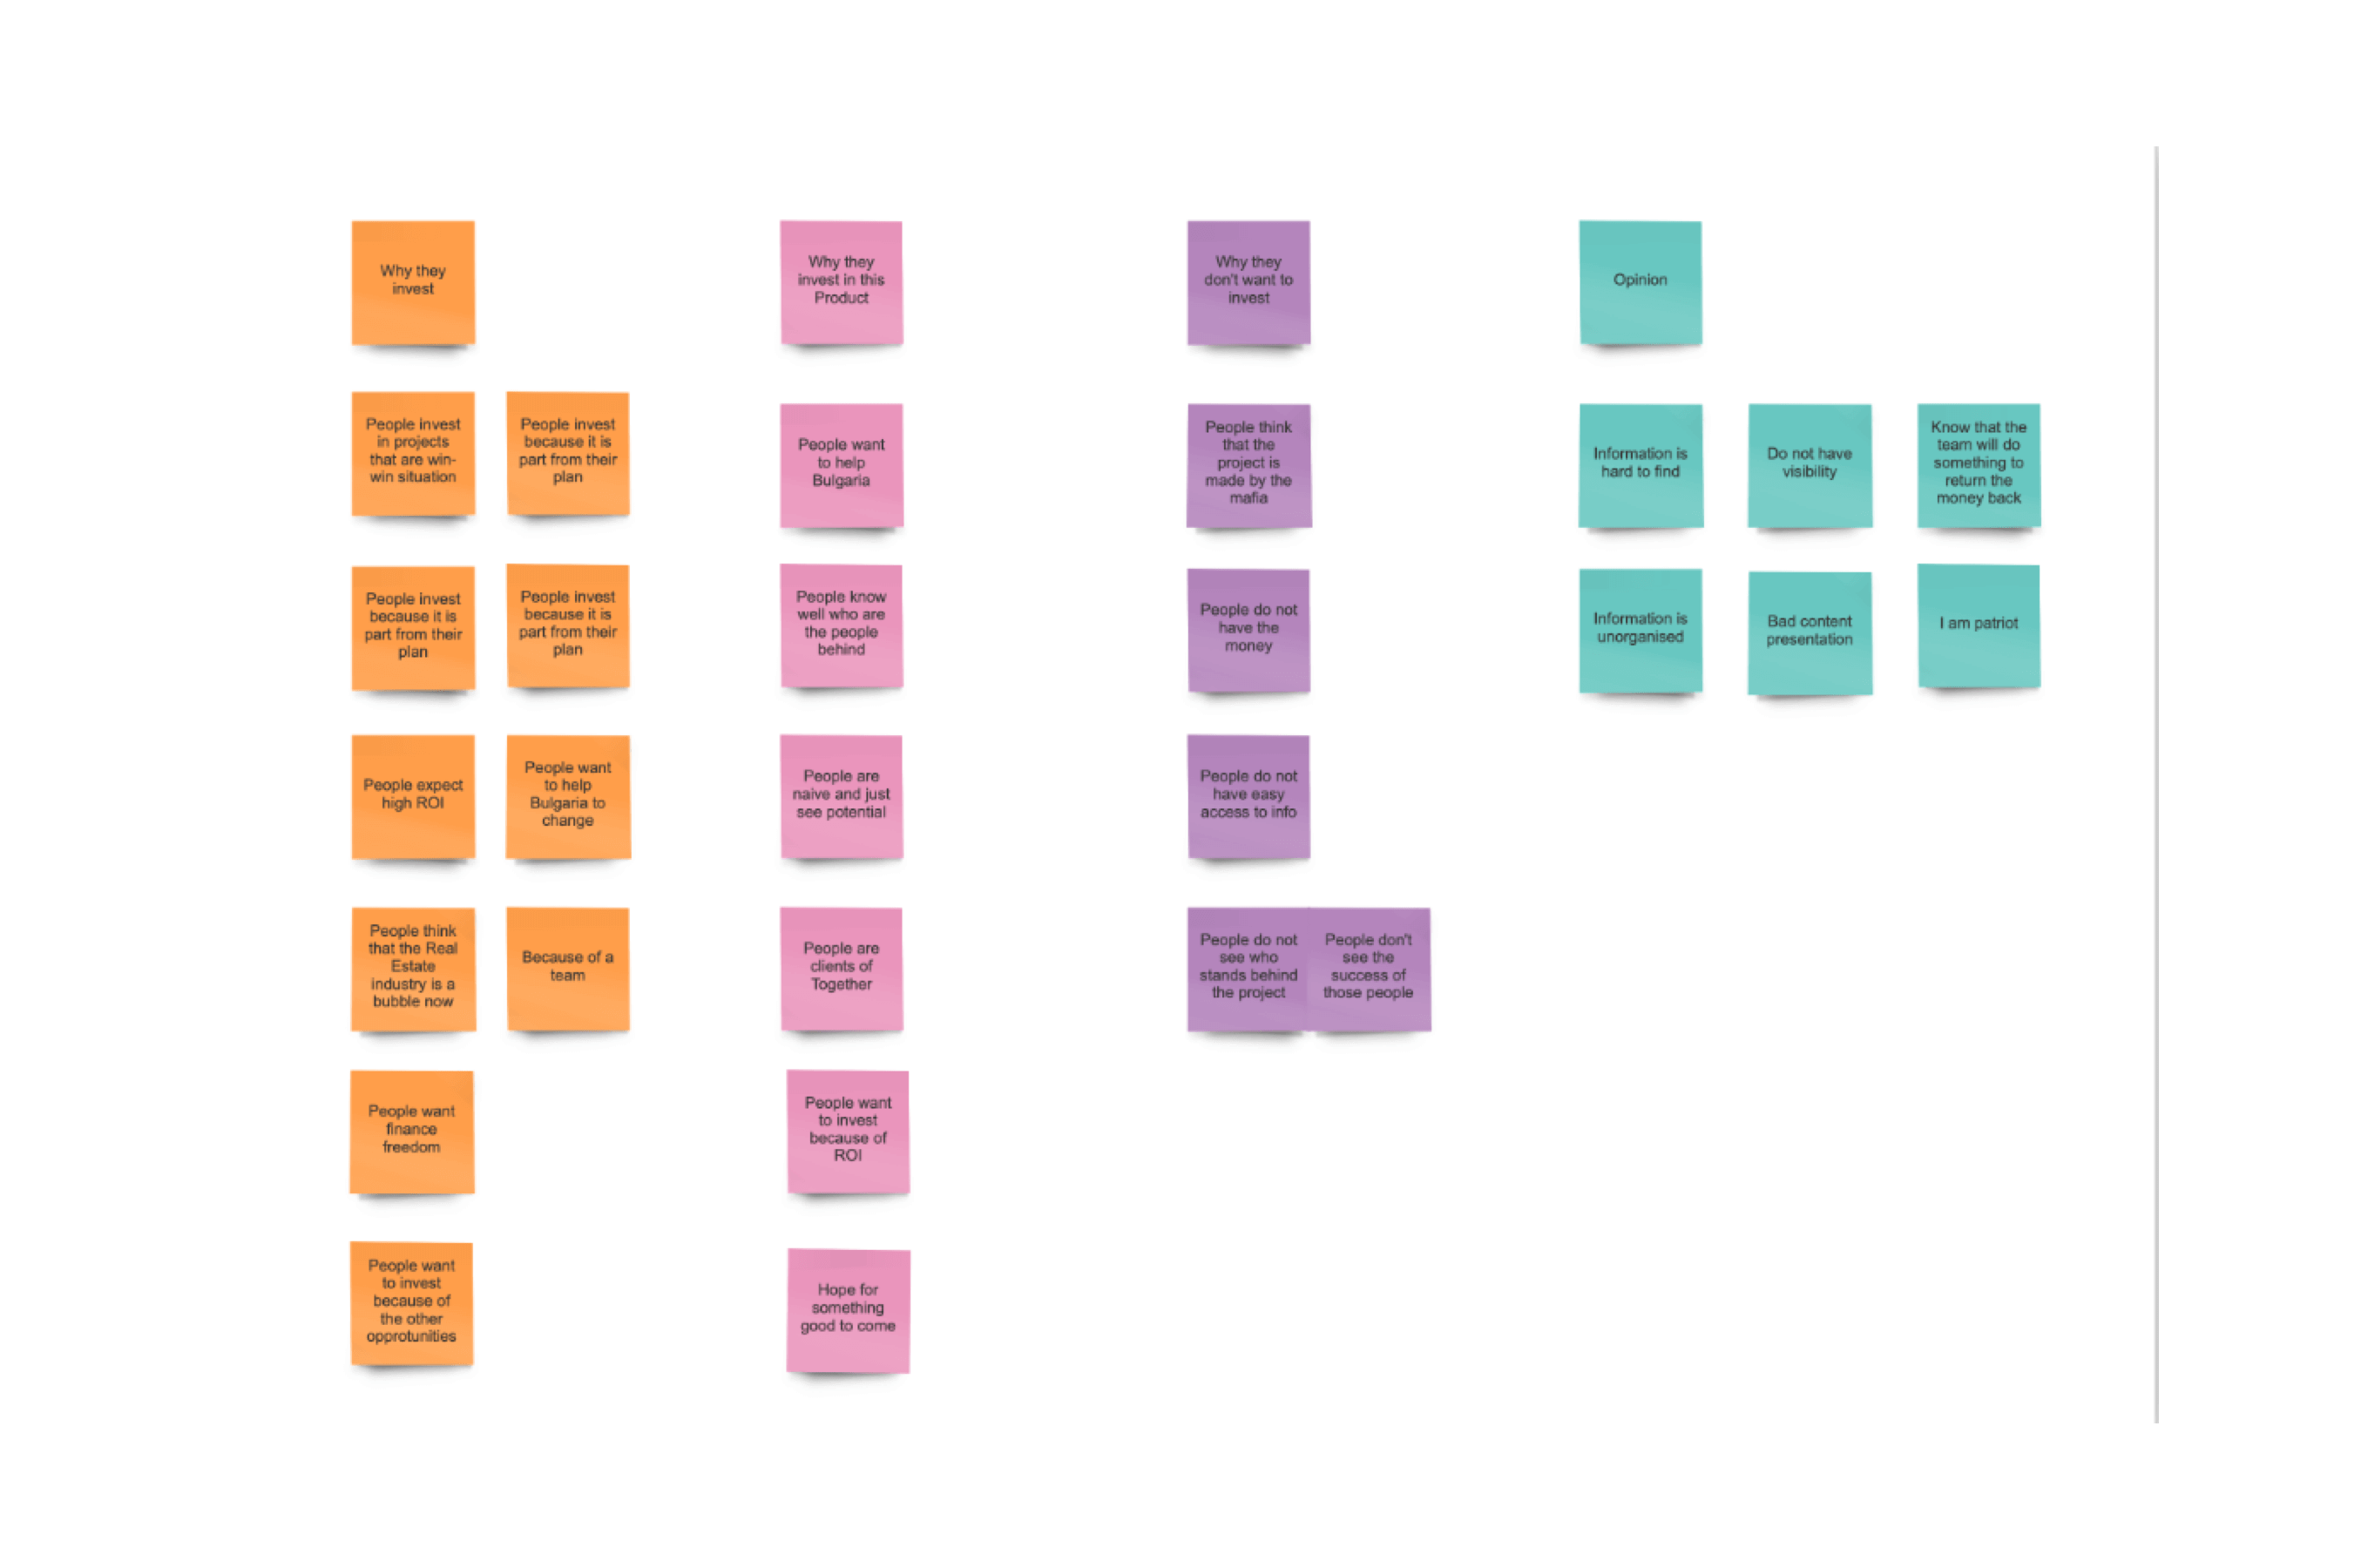 Why they
invest
People invest
in projects
that are win-
win situation
People invest
because it is
part from their
plan
People invest
because it is
part from their
plan
People invest
because it is
part from their
plan
People expect
high ROI
People want
to help
Bulgaria to
change
People think
that the Real
Estate
industry is a
bubble now
Because of a
team
People want
finance
freedom
People want
to invest
because of
the other
opprotunities
Why they
invest in this
Product
People want
to help
Bulgaria
People know
well who are
the people
behind
People are
naive and just
see potential
People are
clients of
Together
People want
to invest
because of
ROI
Hope for
something
good to come
Why they
don't want to
invest
People think
that the
project is
made by the
mafia
People do not
have the
money
People do not
have easy
access to info
People do not
see who
stands behind
the project
People don't
see the
success of
those people
Opinion
Information is
hard to find
Do not have
visibility
Know that the
team will do
something to
return the
money back
Information is
unorganised
Bad content
presentation
I am patriot